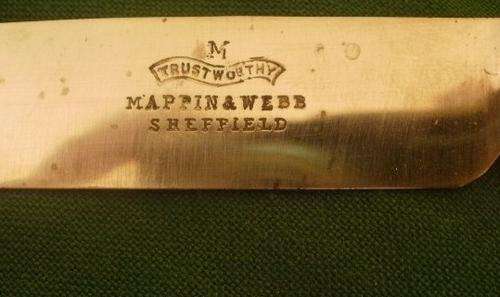 M
TRUSTWORTHY
MAPPIN & WEBB
SHEFFIELD